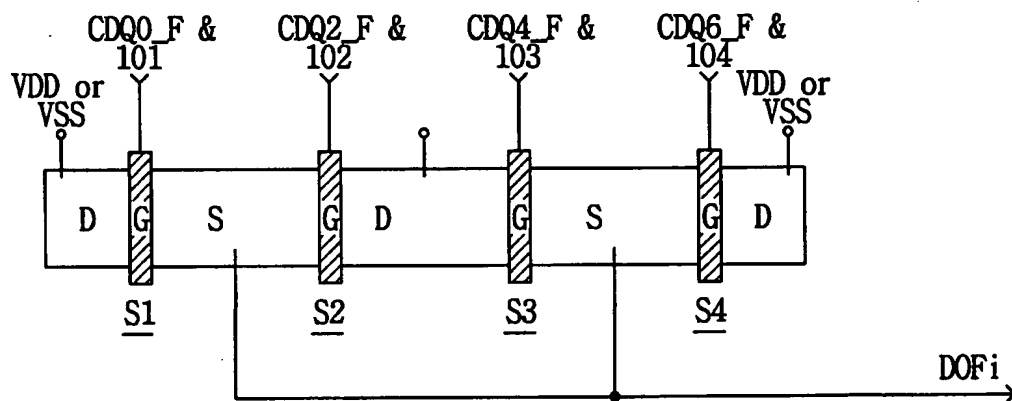 CDQ0_F &
101
CDQ2_F &
102
CDQ4_F &
103
CDQ6_F &
104
VDD or
VSS
VDD or
VSS
D G S G D G S G D
S1 S2 S3 S4
DOFi